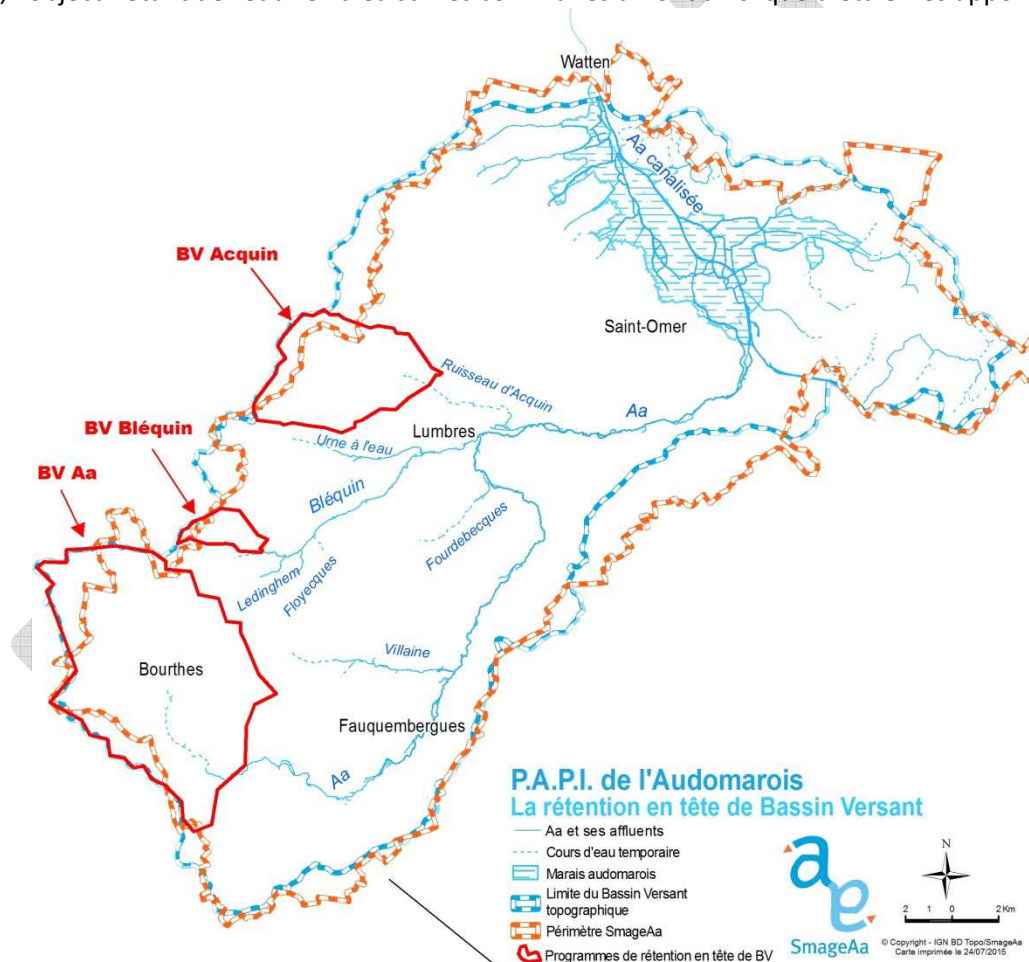 Watten
Aa canalisée
BV Acquin
Saint-Omer
Ruisseau d'Acquin
Aa
BV Bléquin
Lumbres
Urne à l'eau
BV Aa
Bléquin
Fourdebecques
Ledinghem
Floyecques
Villaine
Bourthes
Fauquembergues
Aa
P.A.P.I. de l'Audomarois
La rétention en tête de Bassin Versant
Aa et ses affluents
Cours d'eau temporaire
Marais audomarois
Limite du Bassin Versant
topographique
Périmètre SmageAa
Programmes de rétention en tête de BV
SmageAa
N
2 1 0 2 Km
© Copyright - IGN BD Topo/SmageAa
Carte imprimée le 24/07/2015